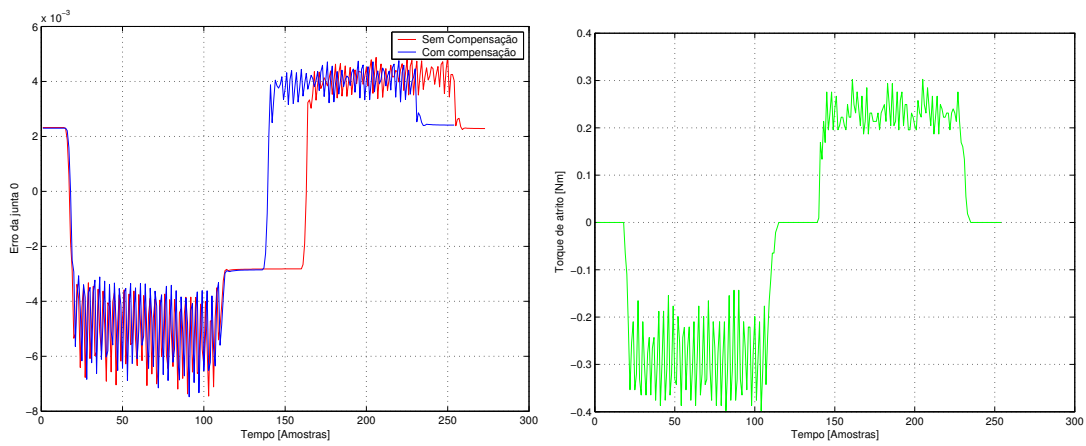 x 10⁻³
6
4
2
0
−2
−4
−6
−8
Erro da junta 0
Sem Compensação
Com compensação
0 50 100 150 200 250 300
Tempo [Amostras]
0.4
0.3
0.2
0.1
0
−0.1
−0.2
−0.3
−0.4
Torque de atrito [Nm]
0 50 100 150 200 250 300
Tempo [Amostras]